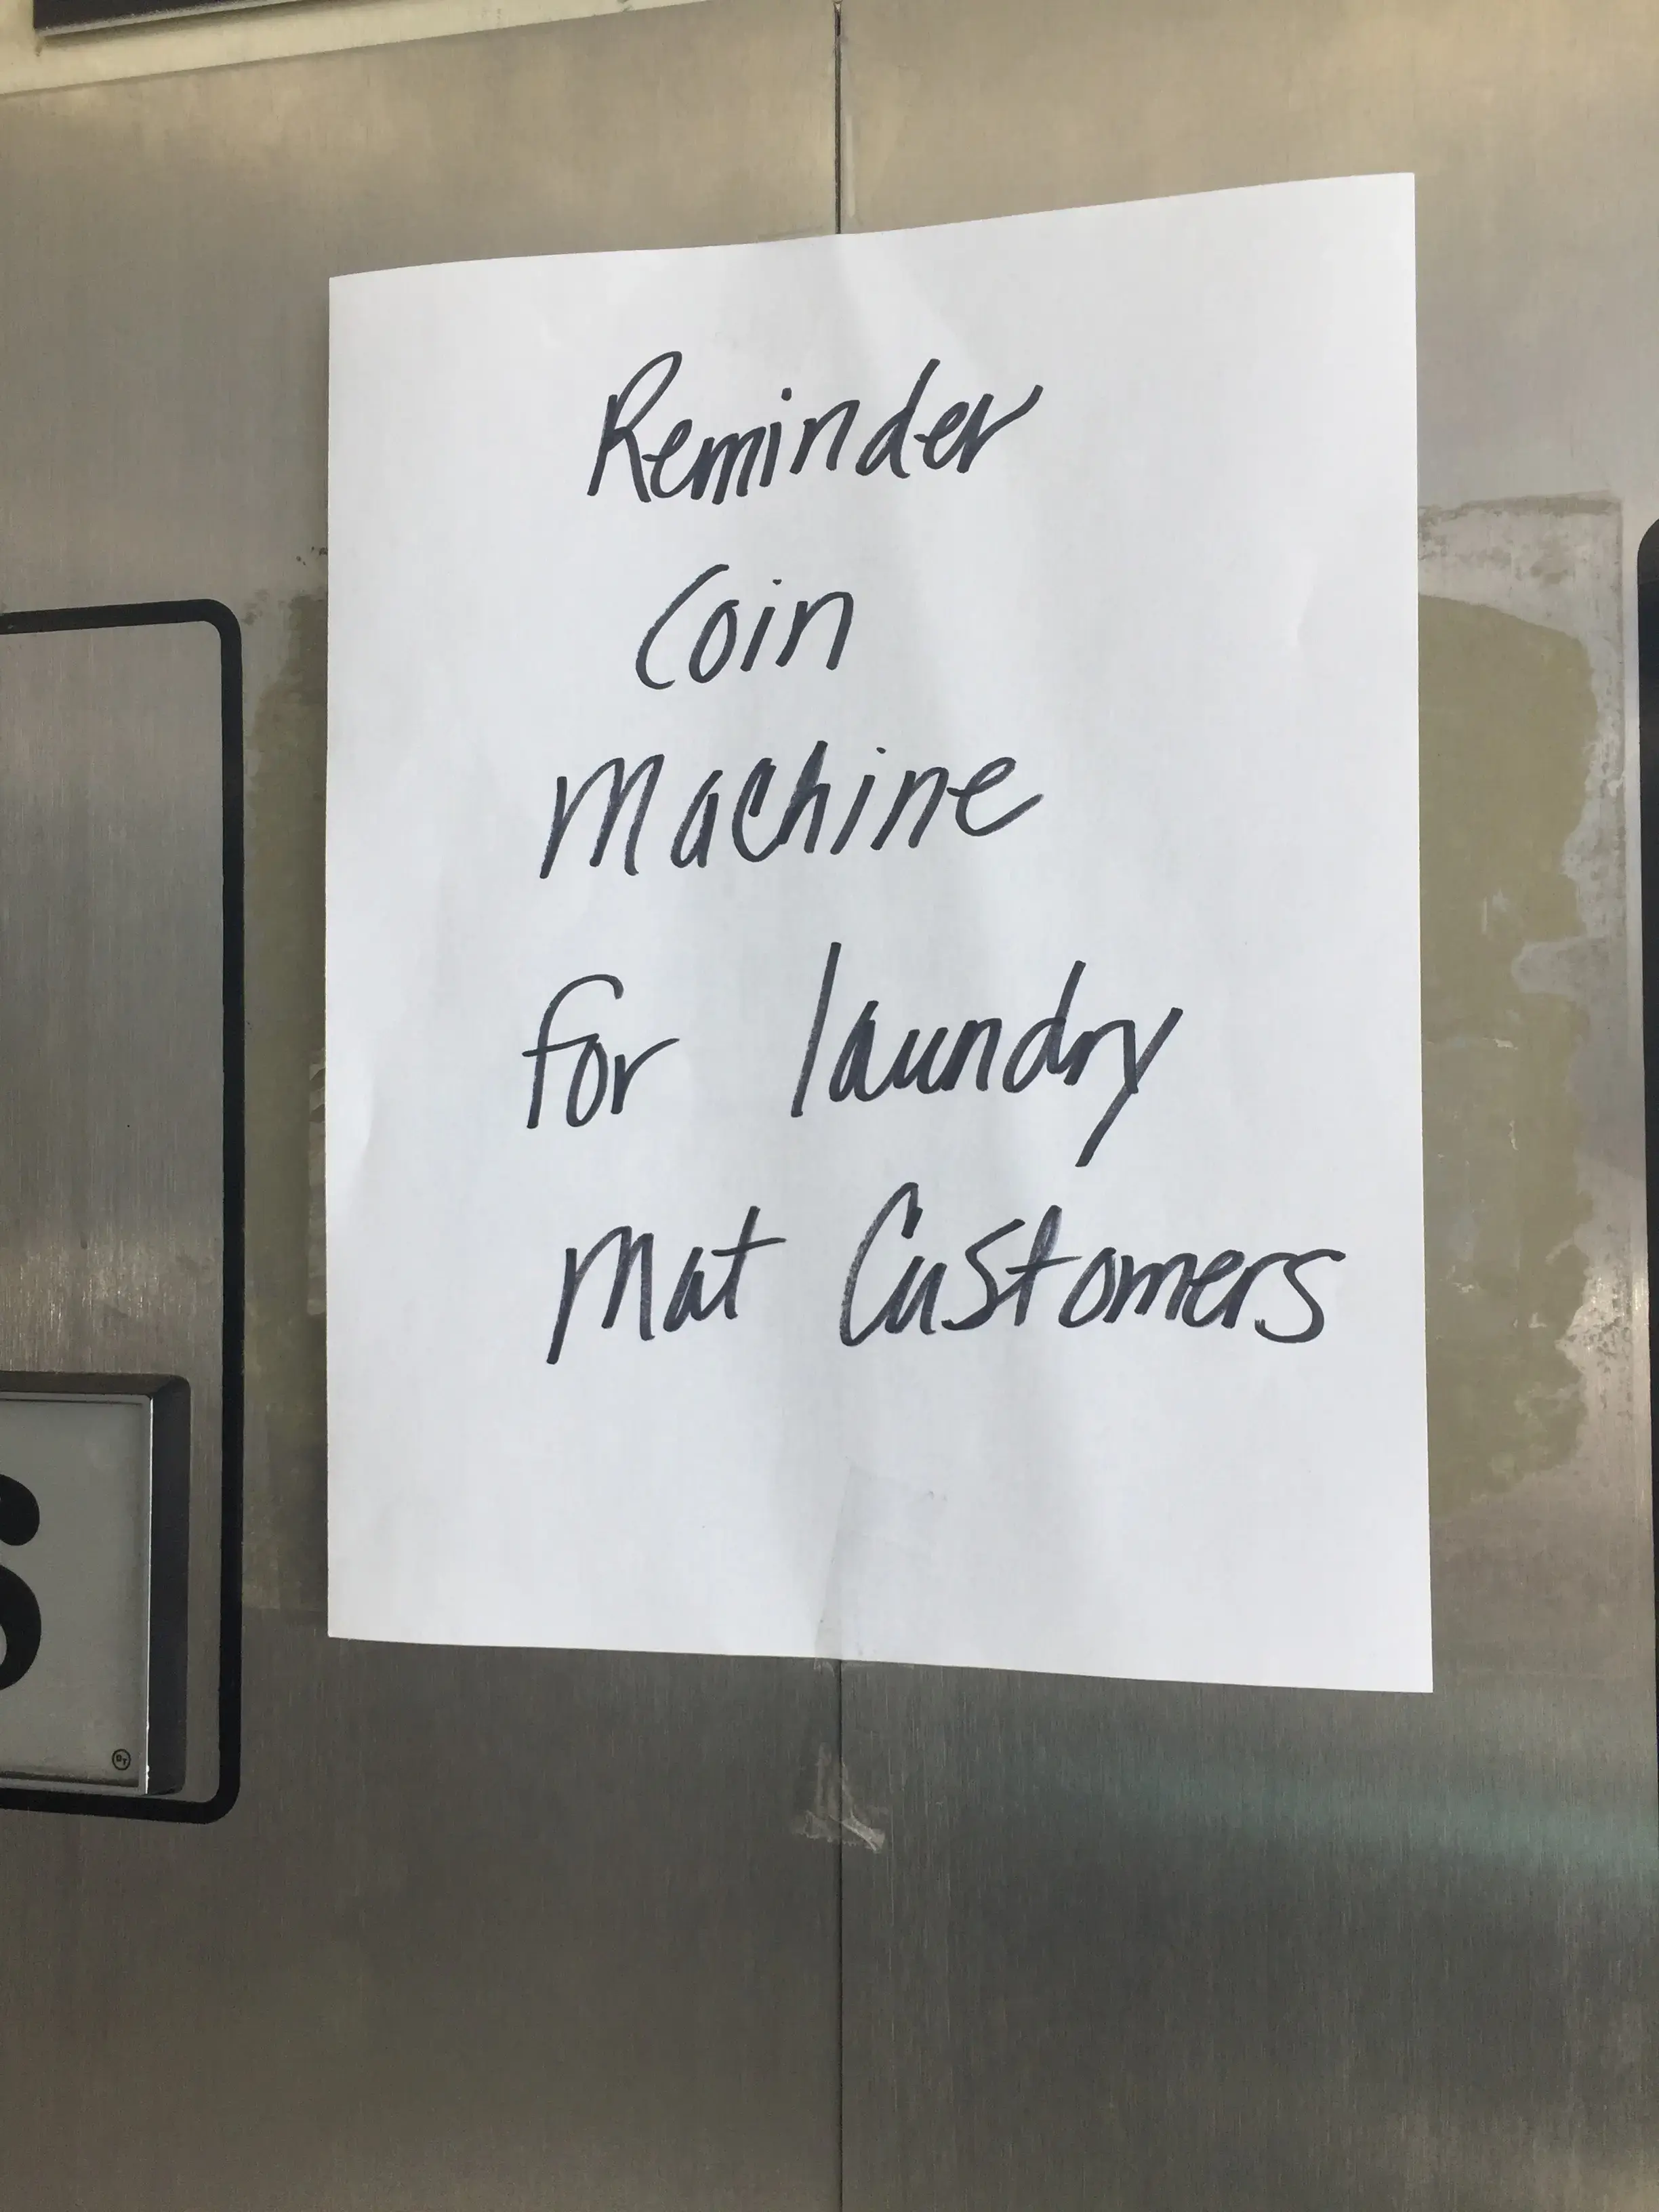 Reminder
Coin
Machine
for laundry
Mat Customers
S